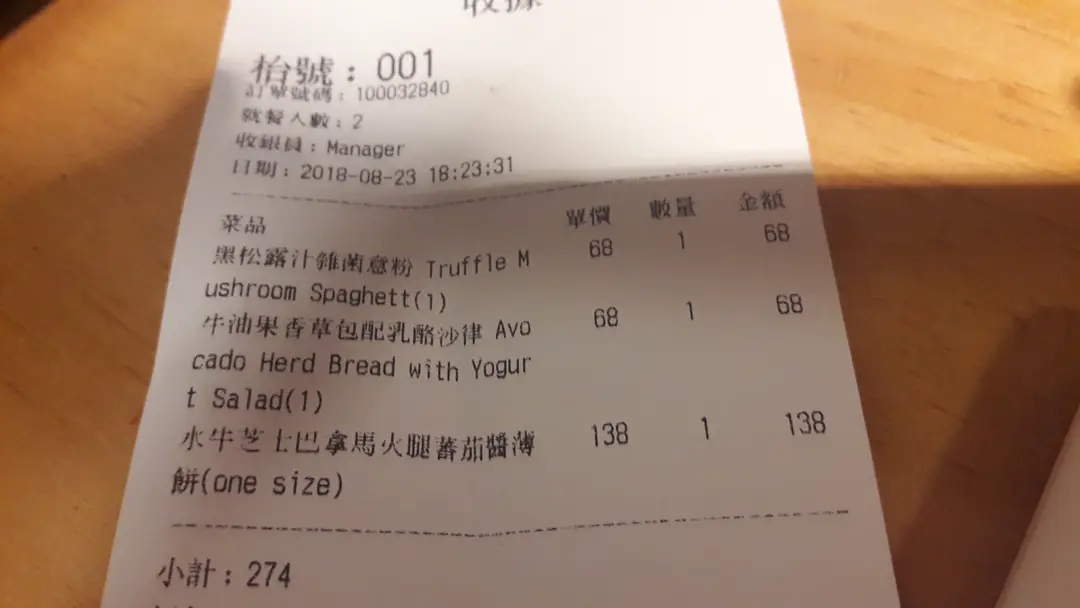 收據
枱號：001
訂單號碼：100032840
就餐人數：2
收銀員：Manager
日期：2018-08-23 18:23:31
菜品 單價 數量 金額
黑松露汁雜菌意粉 Truffle M 68 1 68
ushroom Spaghett(1)
牛油果香草包配乳酪沙律 Avo 68 1 68
cado Herd Bread with Yogur
t Salad(1)
水牛芝士巴拿馬火腿蕃茄醬薄 138 1 138
餅(one size)
小計：274